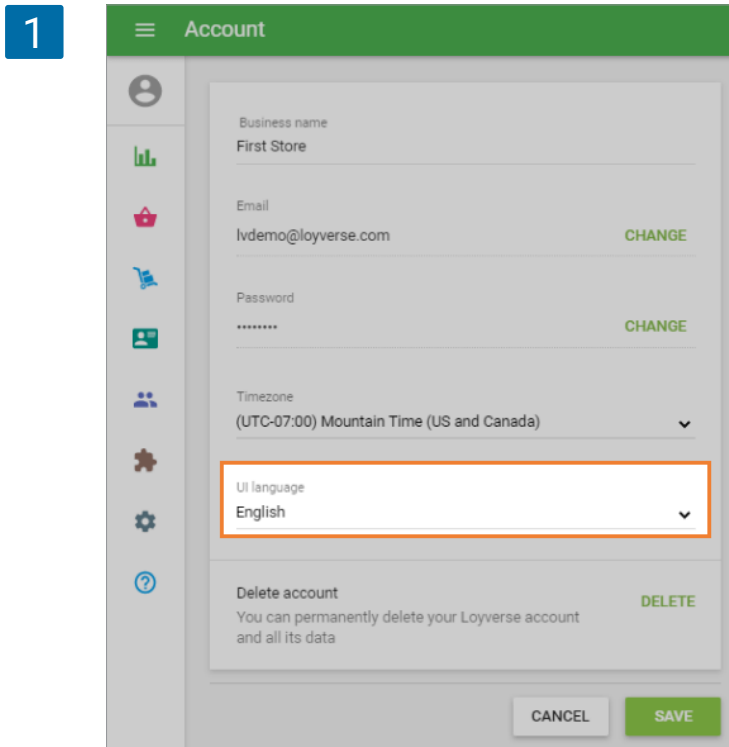 1
Account
Business name
First Store
Email
lvdemo@loyverse.com
CHANGE
Password
••••••••
CHANGE
Timezone
(UTC-07:00) Mountain Time (US and Canada)
UI language
English
Delete account
DELETE
You can permanently delete your Loyverse account
and all its data
CANCEL
SAVE